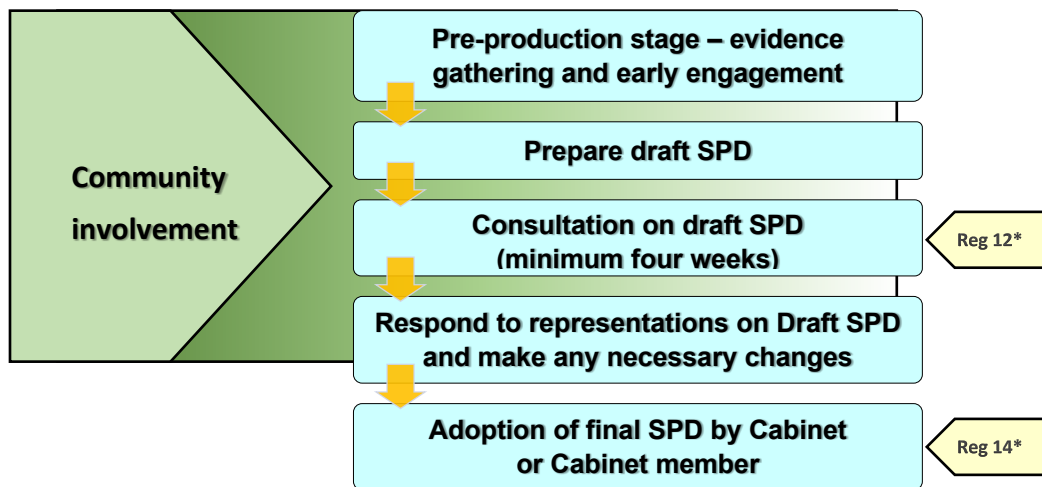 Pre-production stage – evidence
gathering and early engagement
Prepare draft SPD
Community
involvement
Consultation on draft SPD
(minimum four weeks)
Reg 12*
Respond to representations on Draft SPD
and make any necessary changes
Adoption of final SPD by Cabinet
or Cabinet member
Reg 14*